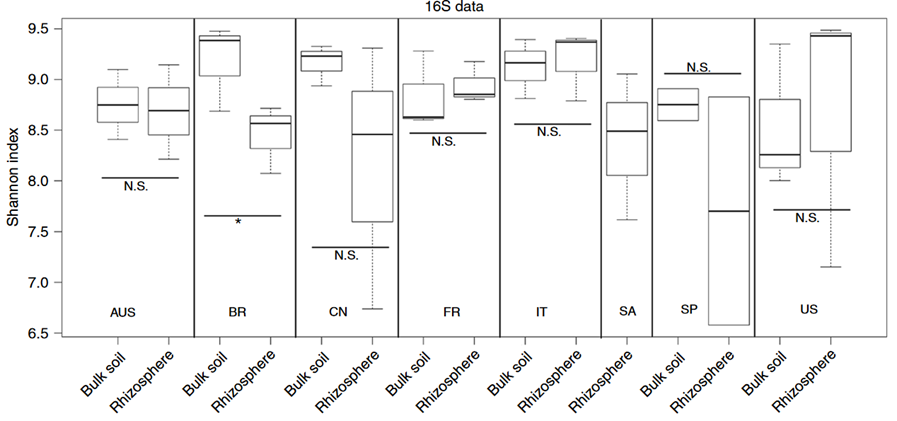 16S data
Shannon index
9.5
9.0
8.5
8.0
7.5
7.0
6.5
N.S.
*
N.S.
N.S.
N.S.
N.S.
N.S.
AUS
BR
CN
FR
IT
SA
SP
US
Bulk soil
Rhizosphere
Bulk soil
Rhizosphere
Bulk soil
Rhizosphere
Bulk soil
Rhizosphere
Bulk soil
Rhizosphere
Rhizosphere
Bulk soil
Rhizosphere
Bulk soil
Rhizosphere